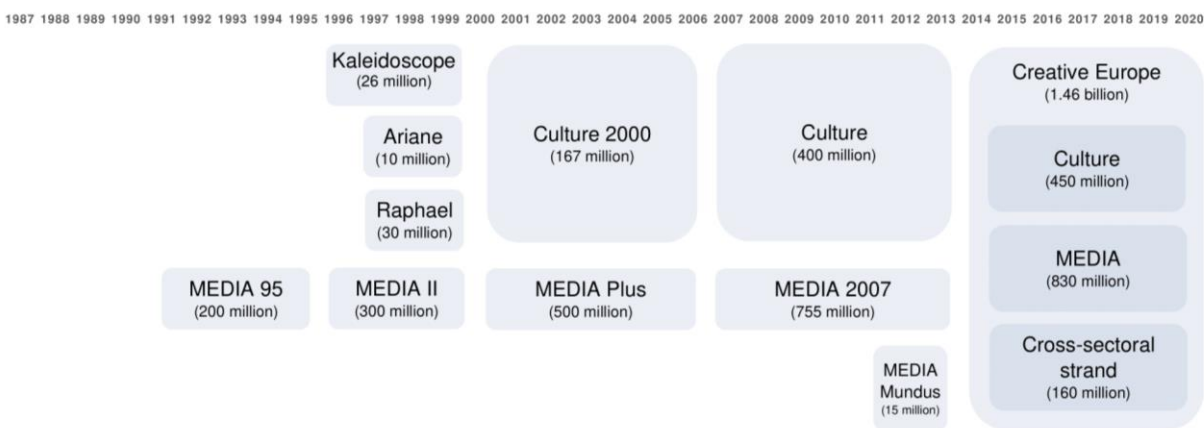 1987 1988 1989 1990 1991 1992 1993 1994 1995 1996 1997 1998 1999 2000 2001 2002 2003 2004 2005 2006 2007 2008 2009 2010 2011 2012 2013 2014 2015 2016 2017 2018 2019 2020
Kaleidoscope
(26 million)
Ariane
(10 million)
Raphael
(30 million)
Culture 2000
(167 million)
Culture
(400 million)
MEDIA 95
(200 million)
MEDIA II
(300 million)
MEDIA Plus
(500 million)
MEDIA 2007
(755 million)
MEDIA
Mundus
(15 million)
Creative Europe
(1.46 billion)
Culture
(450 million)
MEDIA
(830 million)
Cross-sectoral
strand
(160 million)